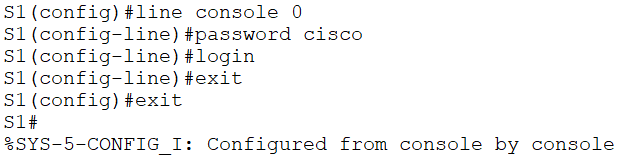 S1(config)#line console 0
S1(config-line)#password cisco
S1(config-line)#login
S1(config-line)#exit
S1(config)#exit
S1#
%SYS-5-CONFIG_I: Configured from console by console